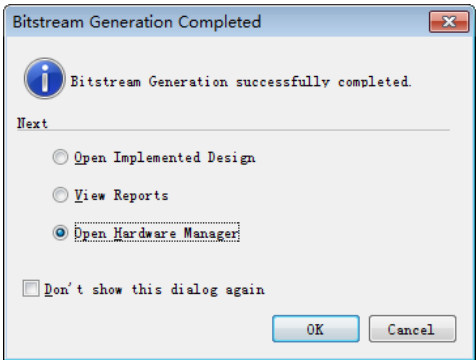 Bitstream Generation Completed
Bitstream Generation successfully completed.
Next
Open Implemented Design
View Reports
Open Hardware Manager
Don't show this dialog again
OK
Cancel